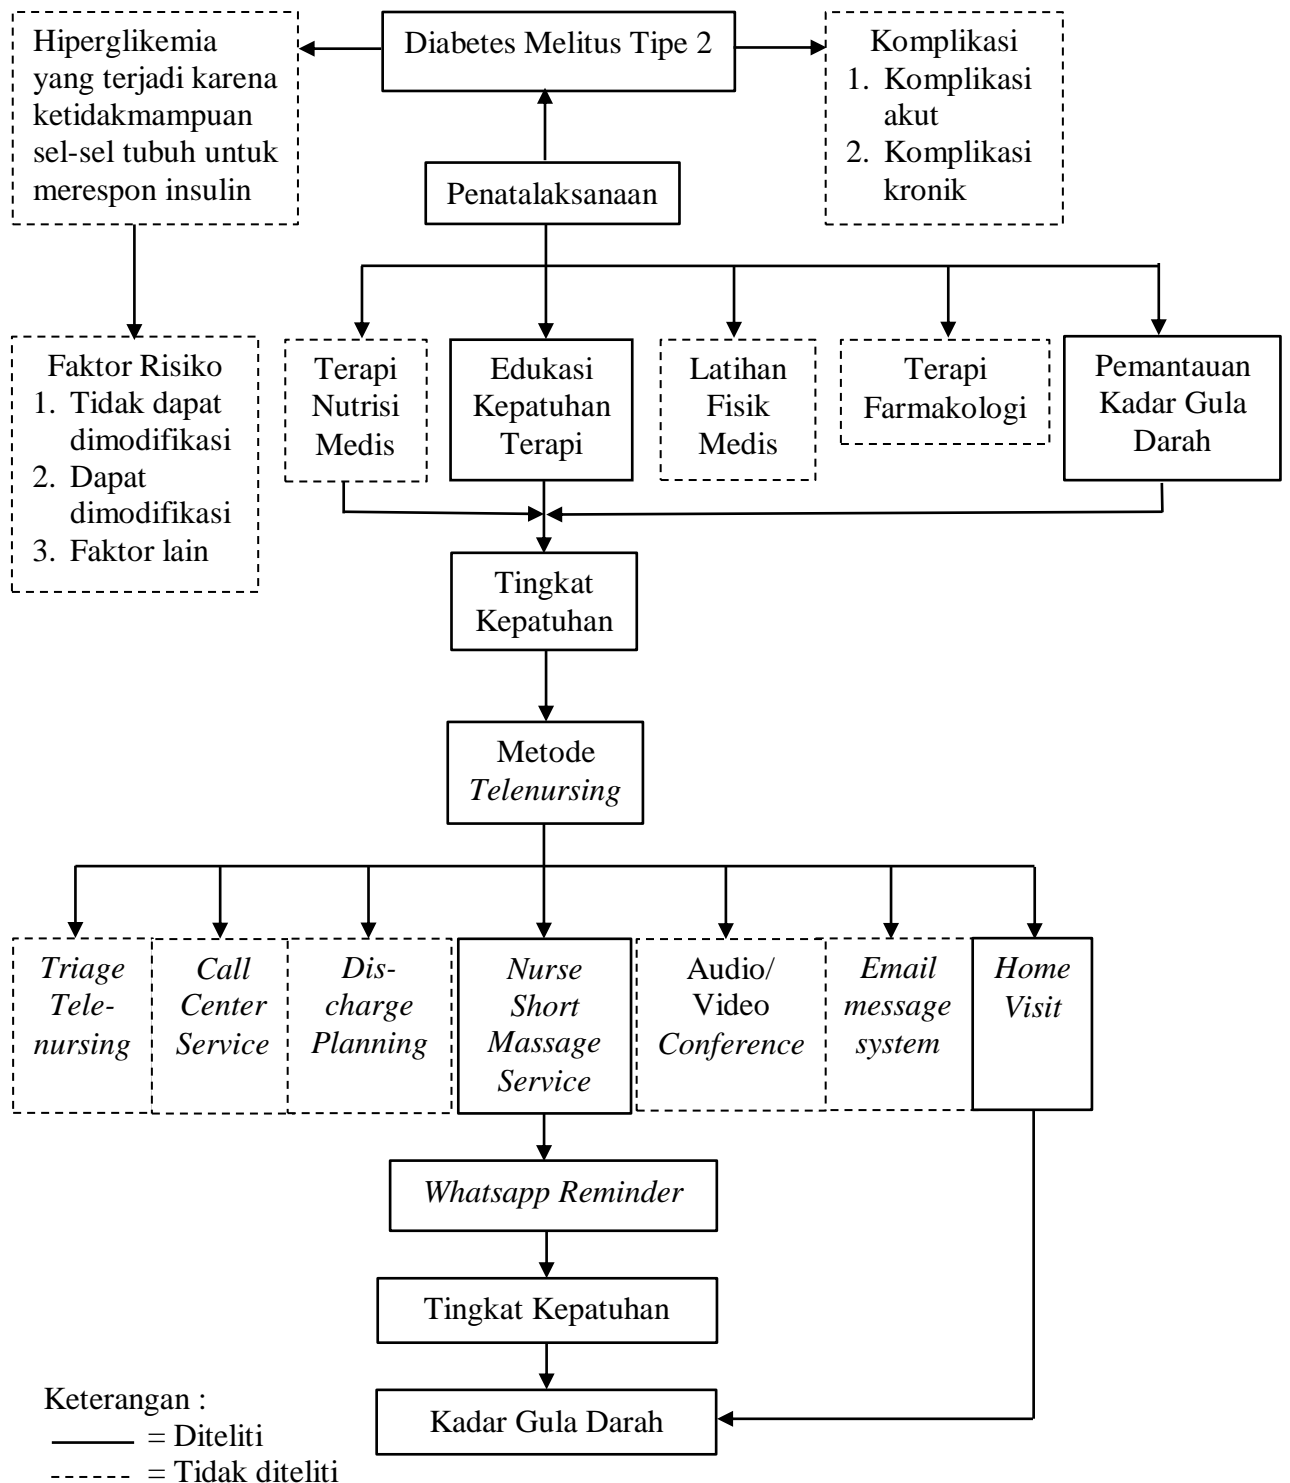 Hiperglikemia
yang terjadi karena
ketidakmampuan
sel-sel tubuh untuk
merespon insulin
Diabetes Melitus Tipe 2
Komplikasi
1. Komplikasi
akut
2. Komplikasi
kronik
Penatalaksanaan
Faktor Risiko
1. Tidak dapat
dimodifikasi
2. Dapat
dimodifikasi
3. Faktor lain
Terapi
Nutrisi
Medis
Edukasi
Kepatuhan
Terapi
Latihan
Fisik
Medis
Terapi
Farmakologi
Pemantauan
Kadar Gula
Darah
Tingkat
Kepatuhan
Metode
Telenursing
Triage
Tele-
nursing
Call
Center
Service
Dis-
charge
Planning
Nurse
Short
Massage
Service
Audio/
Video
Conference
Email
message
system
Home
Visit
Whatsapp Reminder
Tingkat Kepatuhan
Kadar Gula Darah
Keterangan :
= Diteliti
= Tidak diteliti